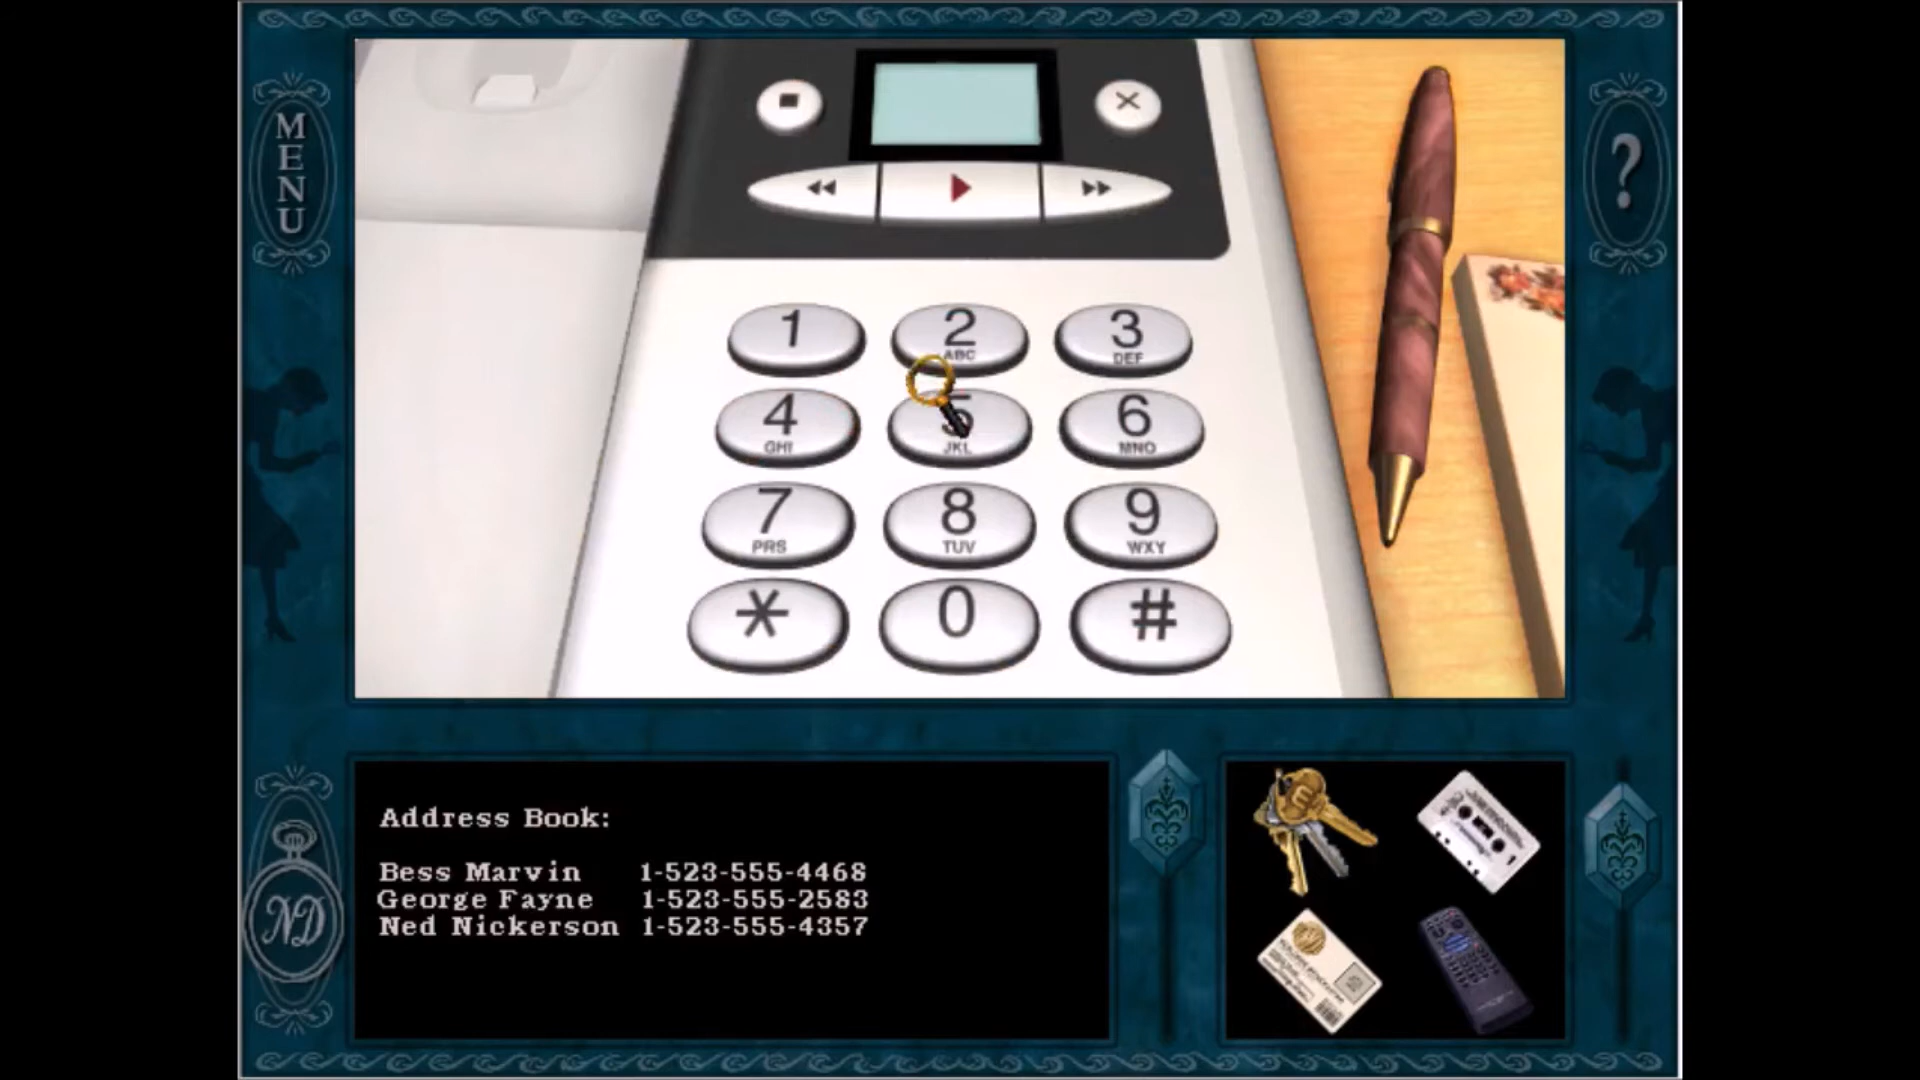 MENU
?
1
2
ABC
3
DEF
4
GHI
5
JKL
6
MNO
7
PRS
8
TUV
9
WXY
*
0
#
Address Book:
Bess Marvin 1-523-555-4468
George Fayne 1-523-555-2583
Ned Nickerson 1-523-555-4357
ND
E